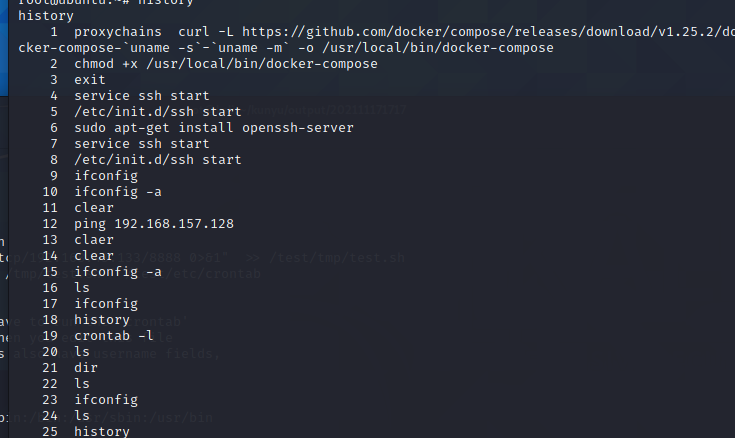 root@ubuntu:~# history
history
1 proxychains curl -L https://github.com/docker/compose/releases/download/v1.25.2/do
cker-compose-`uname -s`-`uname -m` -o /usr/local/bin/docker-compose
2 chmod +x /usr/local/bin/docker-compose
3 exit
4 service ssh start
5 /etc/init.d/ssh start
6 sudo apt-get install openssh-server
7 service ssh start
8 /etc/init.d/ssh start
9 ifconfig
10 ifconfig -a
11 clear
12 ping 192.168.157.128
13 claer
14 clear
15 ifconfig -a
16 ls
17 ifconfig
18 history
19 crontab -l
20 ls
21 dir
22 ls
23 ifconfig
24 ls
25 history